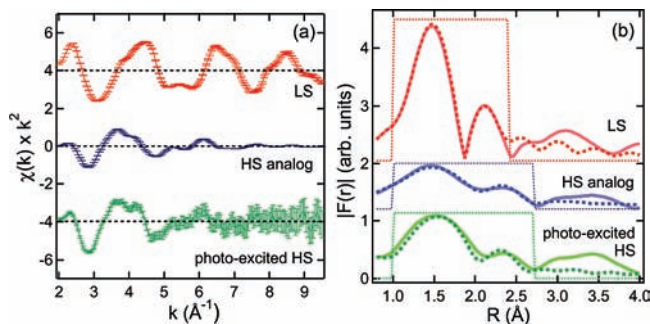 (a)
6
4
2
0
-2
-4
-6
χ(k) x k²
LS
HS analog
photo-excited HS
2 3 4 5 6 7 8 9
k (Å⁻¹)
(b)
4
3
2
1
0
|F(r)| (arb. units)
LS
HS analog
photo-excited
HS
1.0 1.5 2.0 2.5 3.0 3.5 4.0
R (Å)